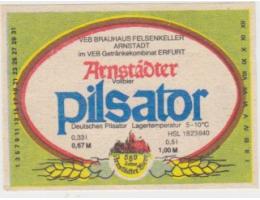 VEB BRAUHAUS FELSENKELLER
ARNSTADT
im VEB Getränkekombinat ERFURT
Arnstädter
Vollbier
pilsator
Deutsches Pilsator Lagertemperatur 5-10°C
HSL 1823940
0,33 l 0,5 l
0,67 M 1,00 M